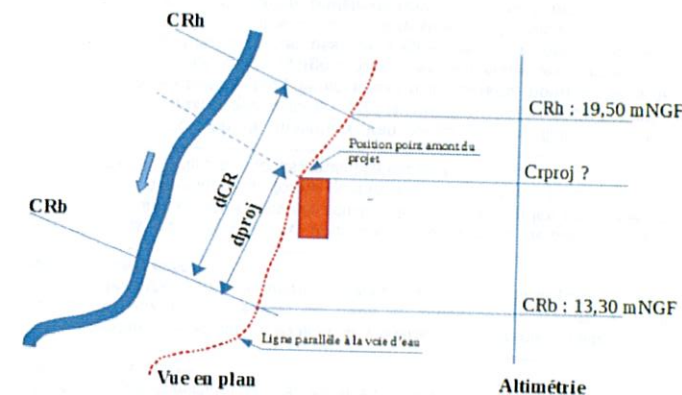 CRh
CRh : 19,50 mNGF
Position point amont du
projet
Crproj ?
dCR
dproj
CRb
CRb : 13,30 mNGF
Ligne parallèle à la voie d'eau
Vue en plan
Altimétrie